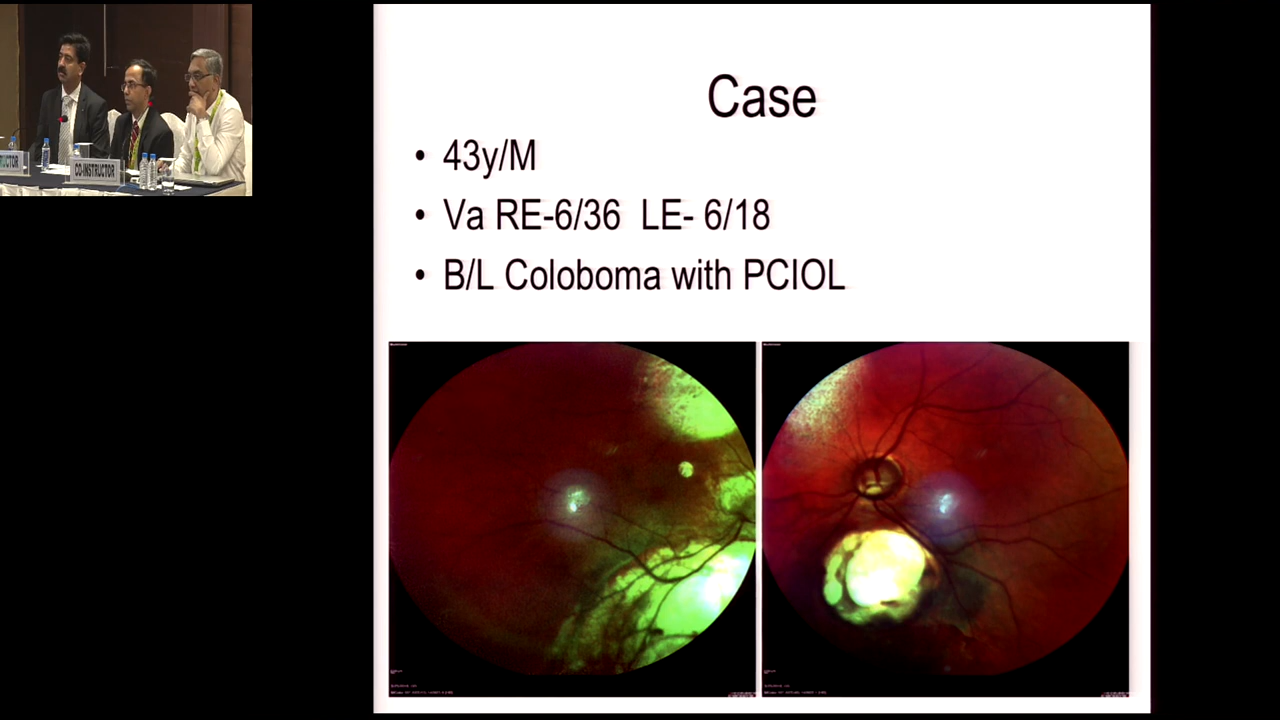 Case
• 43y/M
• Va RE-6/36 LE- 6/18
• B/L Coloboma with PCIOL
CO-INSTRUCTOR